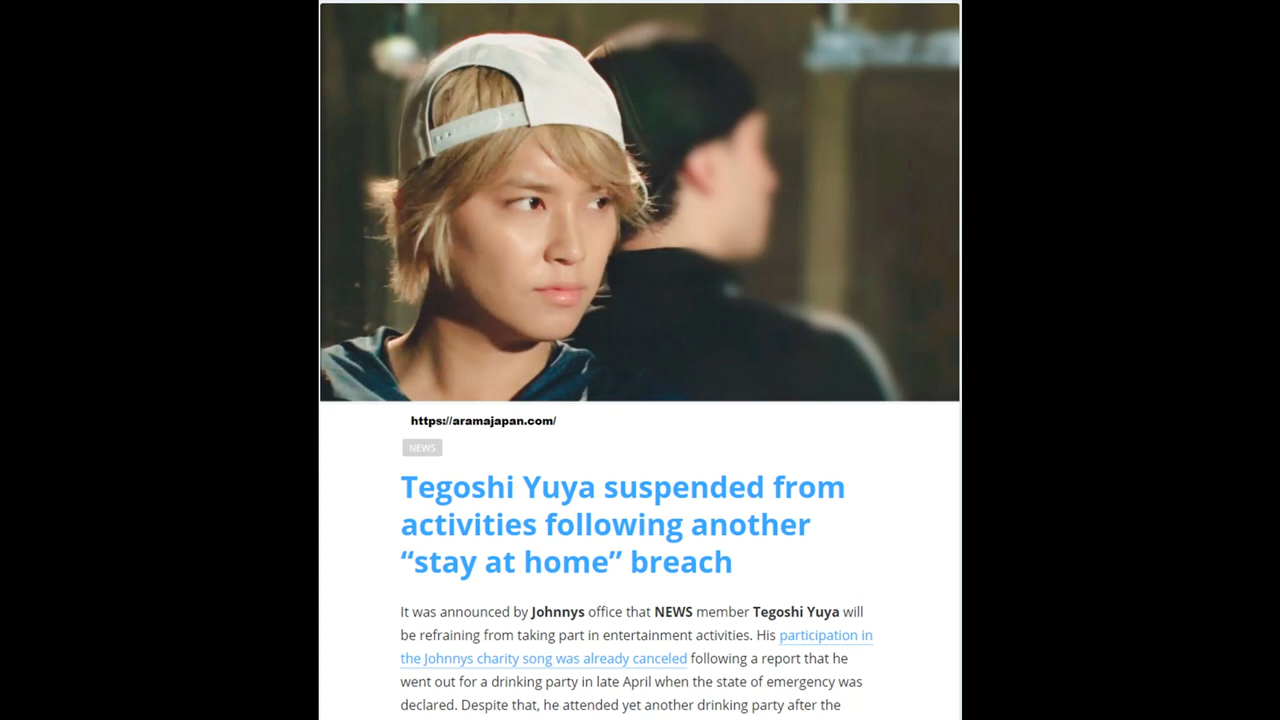 https://aramajapan.com/
NEWS
Tegoshi Yuya suspended from
activities following another
“stay at home” breach
It was announced by Johnnys office that NEWS member Tegoshi Yuya will
be refraining from taking part in entertainment activities. His participation in
the Johnnys charity song was already canceled following a report that he
went out for a drinking party in late April when the state of emergency was
declared. Despite that, he attended yet another drinking party after the